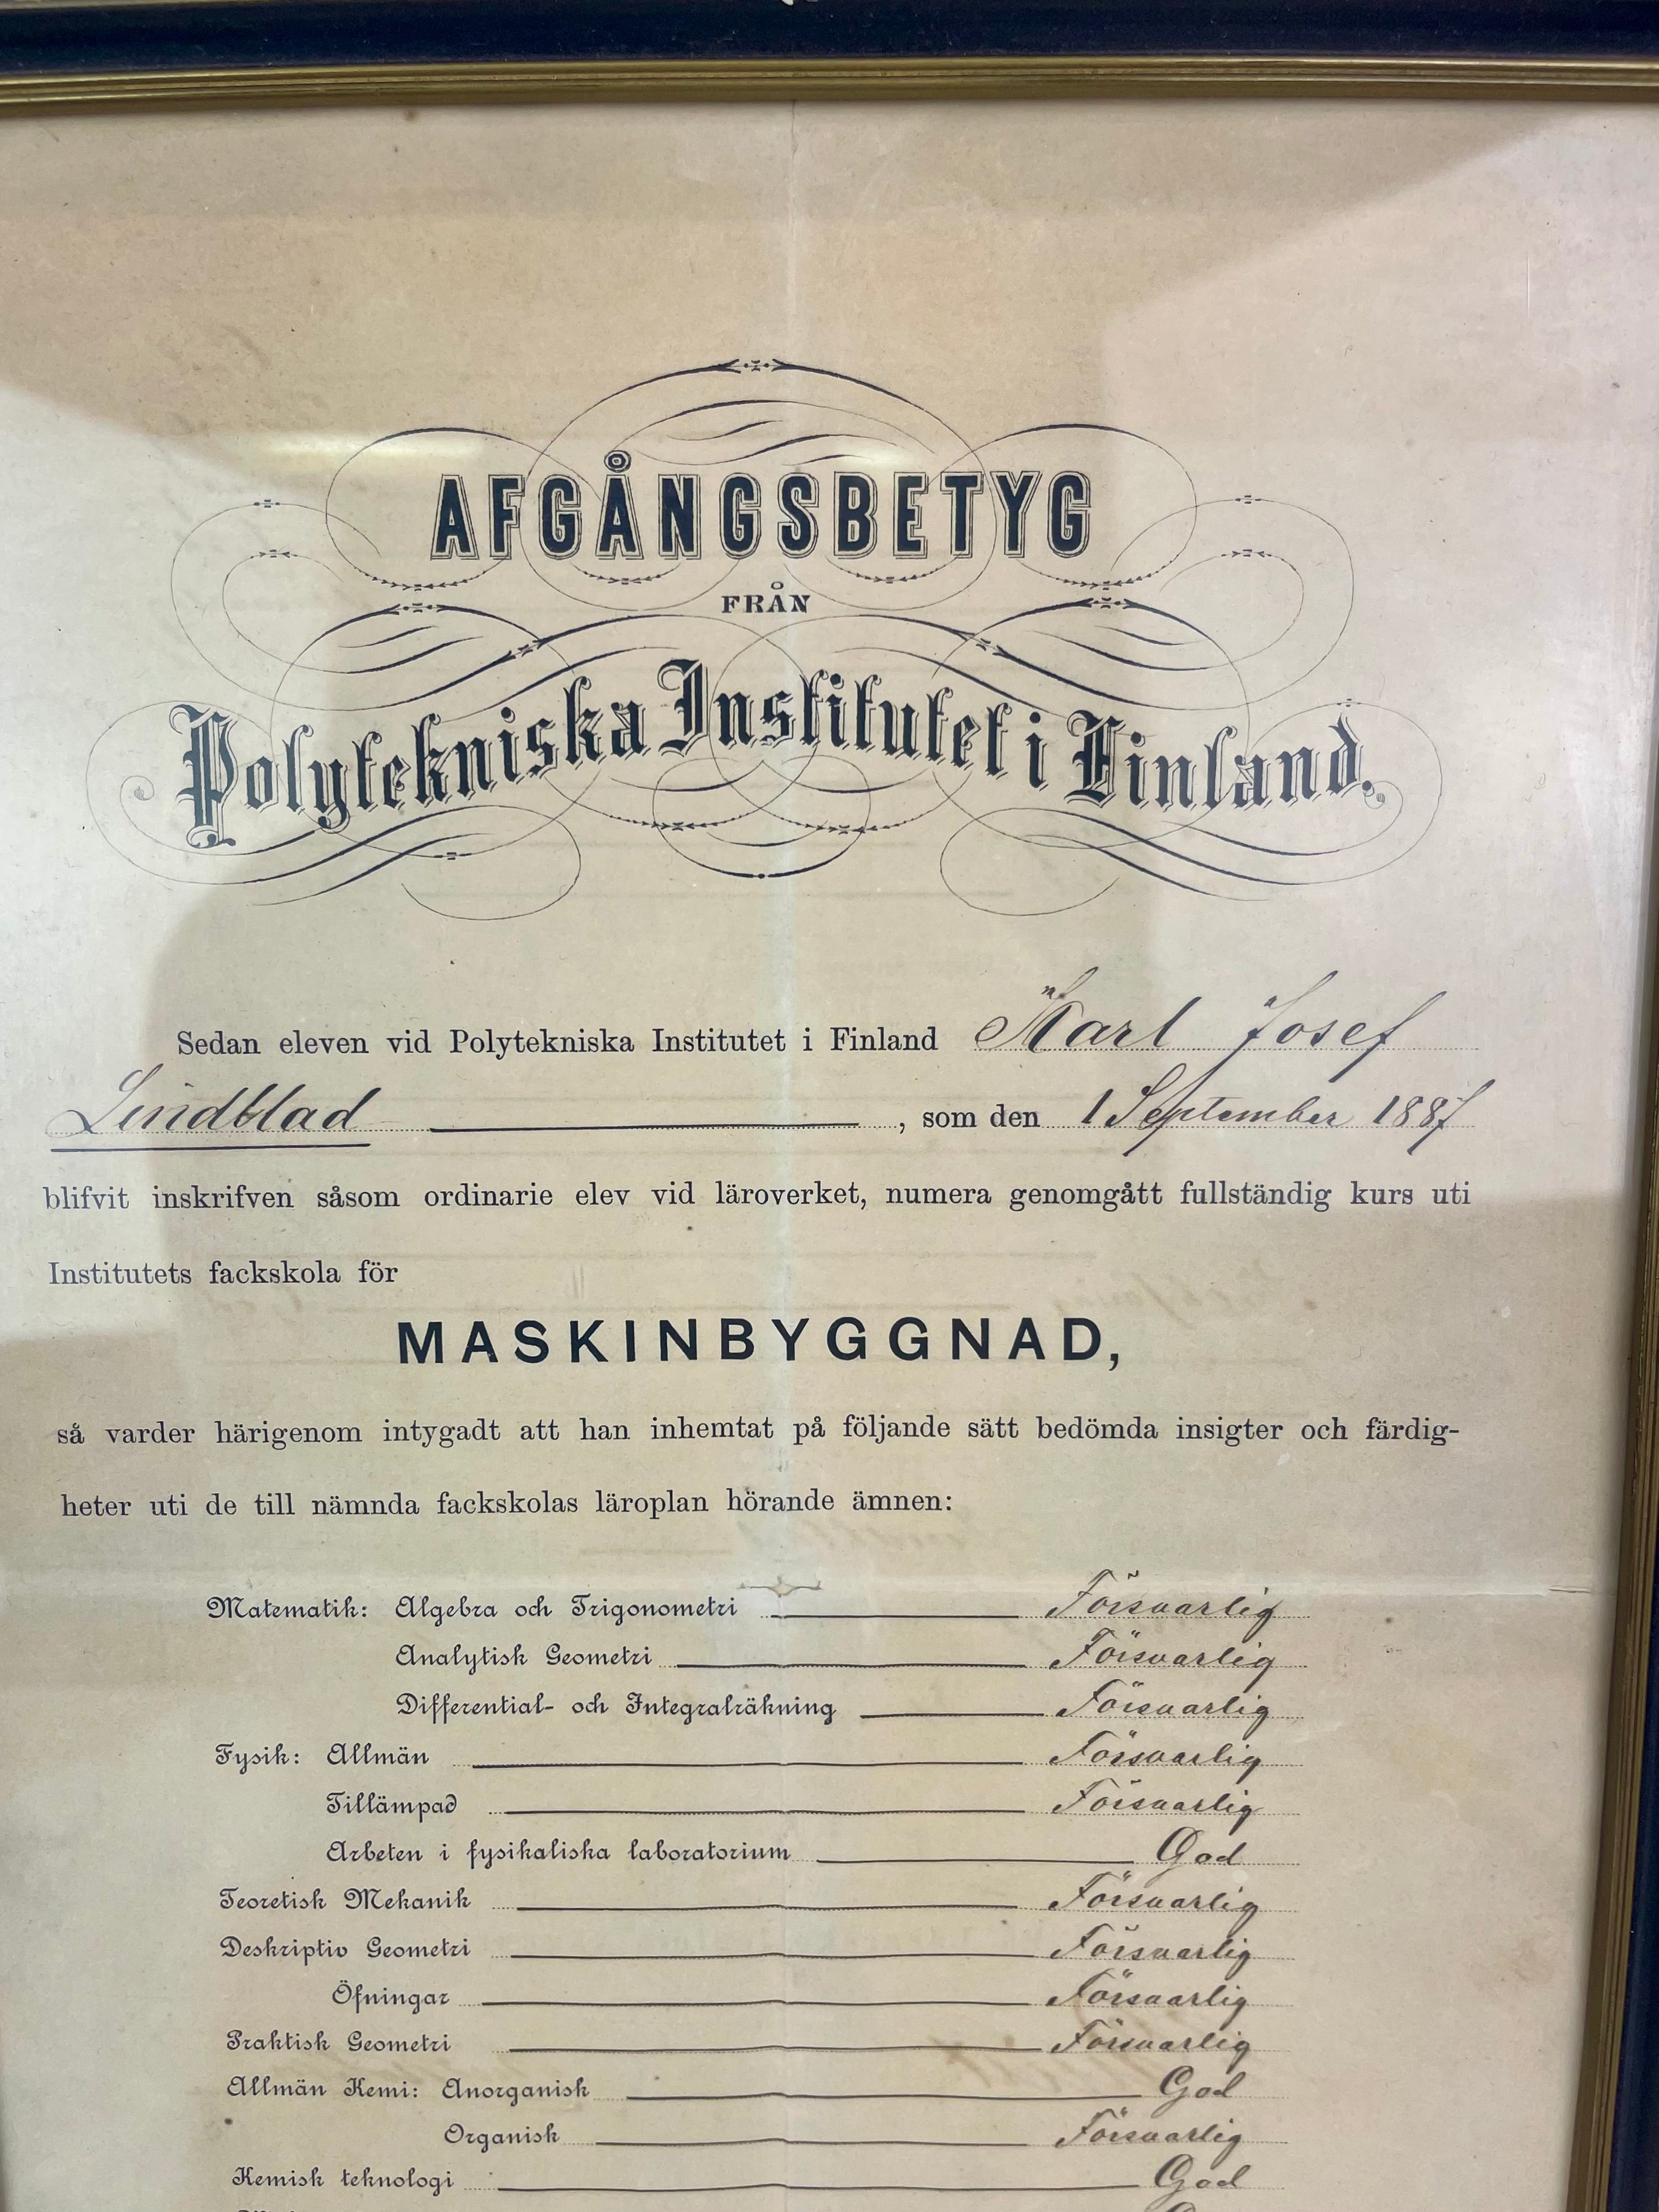 AFGÅNGSBETYG
FRÅN
Polytekniska Institutet i Finland.
Sedan eleven vid Polytekniska Institutet i Finland Karl Josef
Lindblad, som den 1 September 1887
blifvit inskrifven såsom ordinarie elev vid läroverket, numera genomgått fullständig kurs uti
Institutets fackskola för
MASKINBYGGNAD,
så varder härigenom intygadt att han inhemtat på följande sätt bedömda insigter och färdig-
heter uti de till nämnda fackskolas läroplan hörande ämnen:
Matematik: Algebra och Trigonometri Försvarlig
Analytisk Geometri Försvarlig
Differential- och Integralräkning Försvarlig
Fysik: Allmän Försvarlig
Tillämpad Försvarlig
Arbeten i fysikaliska laboratorium God
Teoretisk Mekanik Försvarlig
Deskriptiv Geometri Försvarlig
Öfningar Försvarlig
Praktisk Geometri Försvarlig
Allmän Kemi: Anorganisk God
Organisk Försvarlig
Kemisk teknologi God